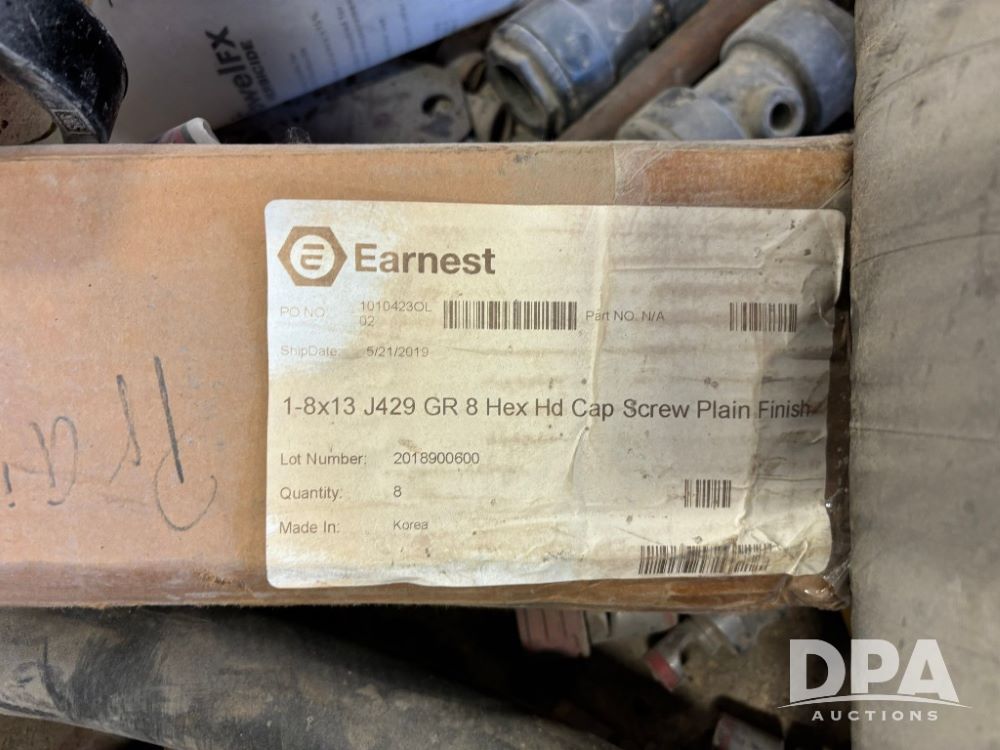 Earnest
PO NO: 1010423OL 02
Part NO. N/A
ShipDate: 5/21/2019
1-8x13 J429 GR 8 Hex Hd Cap Screw Plain Finish
Lot Number: 2018900600
Quantity: 8
Made In: Korea
DPA
AUCTIONS